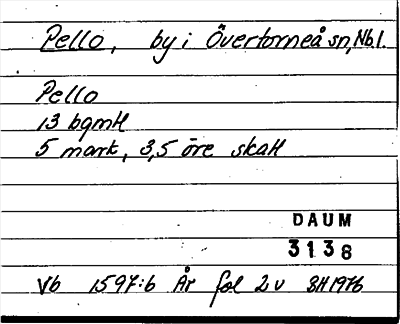 Pello, by i Övertorneå sn, Nb.l.
Pello
13 bgmtl
5 mark, 3,5 öre skatt
DAUM
3138
Vb 1597:6 År fol 2v SH1976